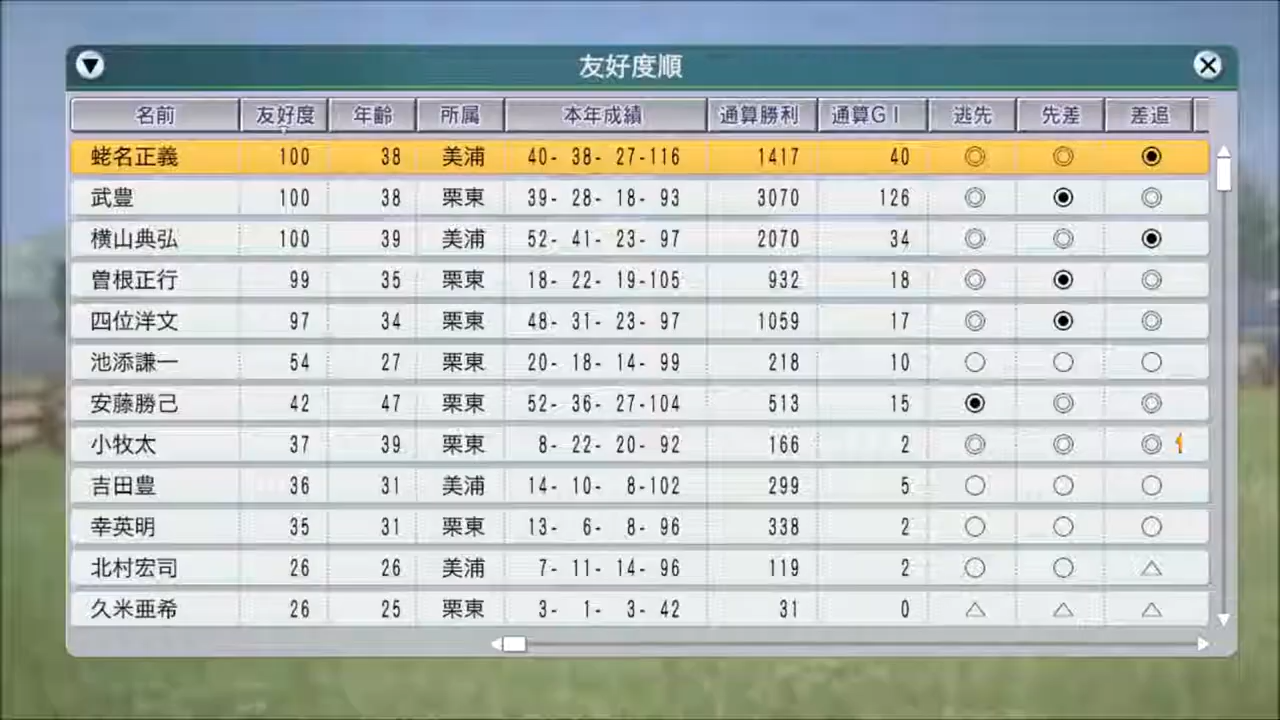 友好度順
名前 友好度 年齢 所属 本年成績 通算勝利 通算GⅠ 逃先 先差 差追
蛯名正義 100 38 美浦 40- 38- 27-116 1417 40 ◎ ◎ ◉
武豊 100 38 栗東 39- 28- 18- 93 3070 126 ◎ ◉ ◎
横山典弘 100 39 美浦 52- 41- 23- 97 2070 34 ◎ ◎ ◉
曽根正行 99 35 栗東 18- 22- 19-105 932 18 ◎ ◉ ◎
四位洋文 97 34 栗東 48- 31- 23- 97 1059 17 ◎ ◉ ◎
池添謙一 54 27 栗東 20- 18- 14- 99 218 10 ○ ○ ○
安藤勝己 42 47 栗東 52- 36- 27-104 513 15 ◉ ◎ ◎
小牧太 37 39 栗東 8- 22- 20- 92 166 2 ◎ ◎ ◎
吉田豊 36 31 美浦 14- 10- 8-102 299 5 ○ ○ ○
幸英明 35 31 栗東 13- 6- 8- 96 338 2 ○ ○ ○
北村宏司 26 26 美浦 7- 11- 14- 96 119 2 ○ ○ △
久米亜希 26 25 栗東 3- 1- 3- 42 31 0 △ △ △